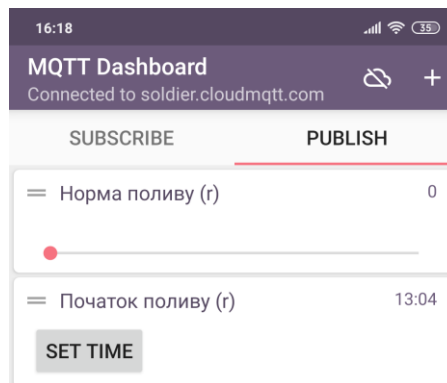 16:18 35
MQTT Dashboard
Connected to soldier.cloudmqtt.com
SUBSCRIBE PUBLISH
Норма поливу (r) 0
Початок поливу (r) 13:04
SET TIME